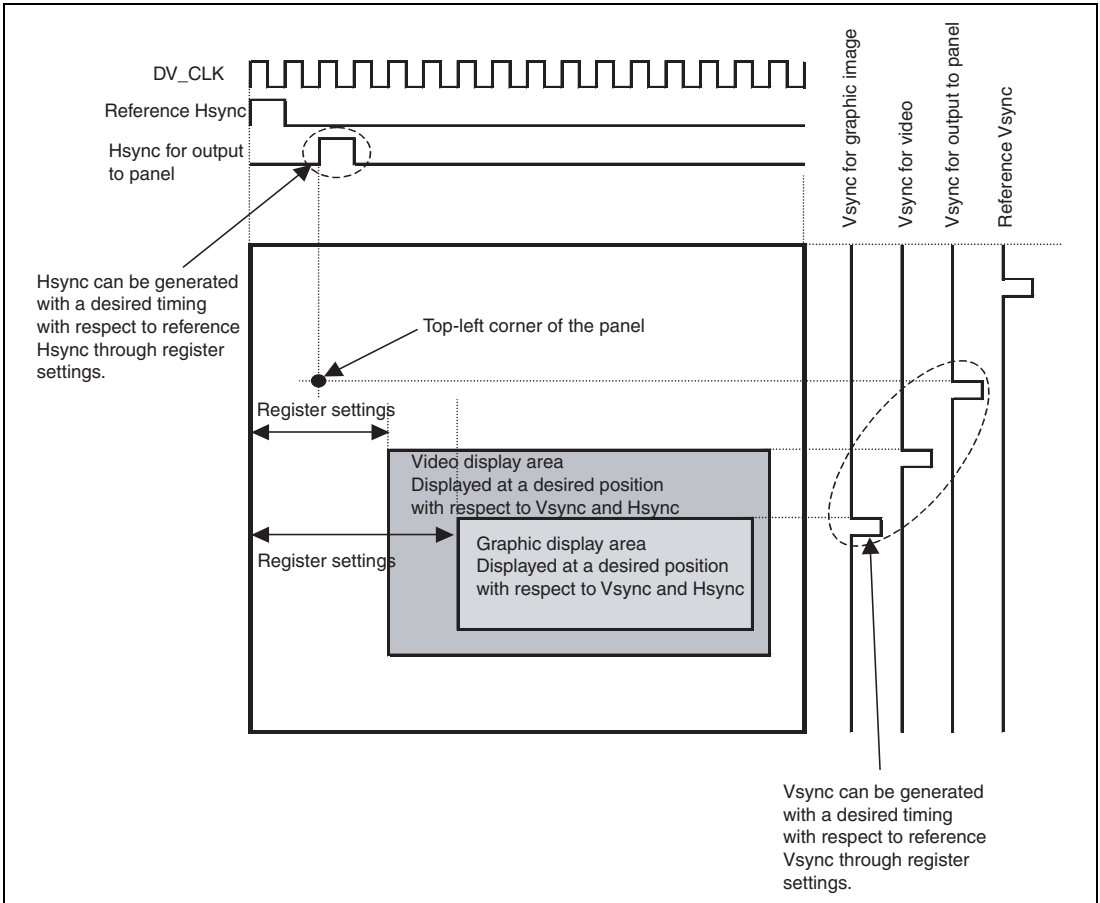 DV_CLK
Reference Hsync
Hsync for output
to panel
Vsync for graphic image
Vsync for video
Vsync for output to panel
Reference Vsync
Hsync can be generated
with a desired timing
with respect to reference
Hsync through register
settings.
Top-left corner of the panel
Register settings
Video display area
Displayed at a desired position
with respect to Vsync and Hsync
Register settings
Graphic display area
Displayed at a desired position
with respect to Vsync and Hsync
Vsync can be generated
with a desired timing
with respect to reference
Vsync through register
settings.